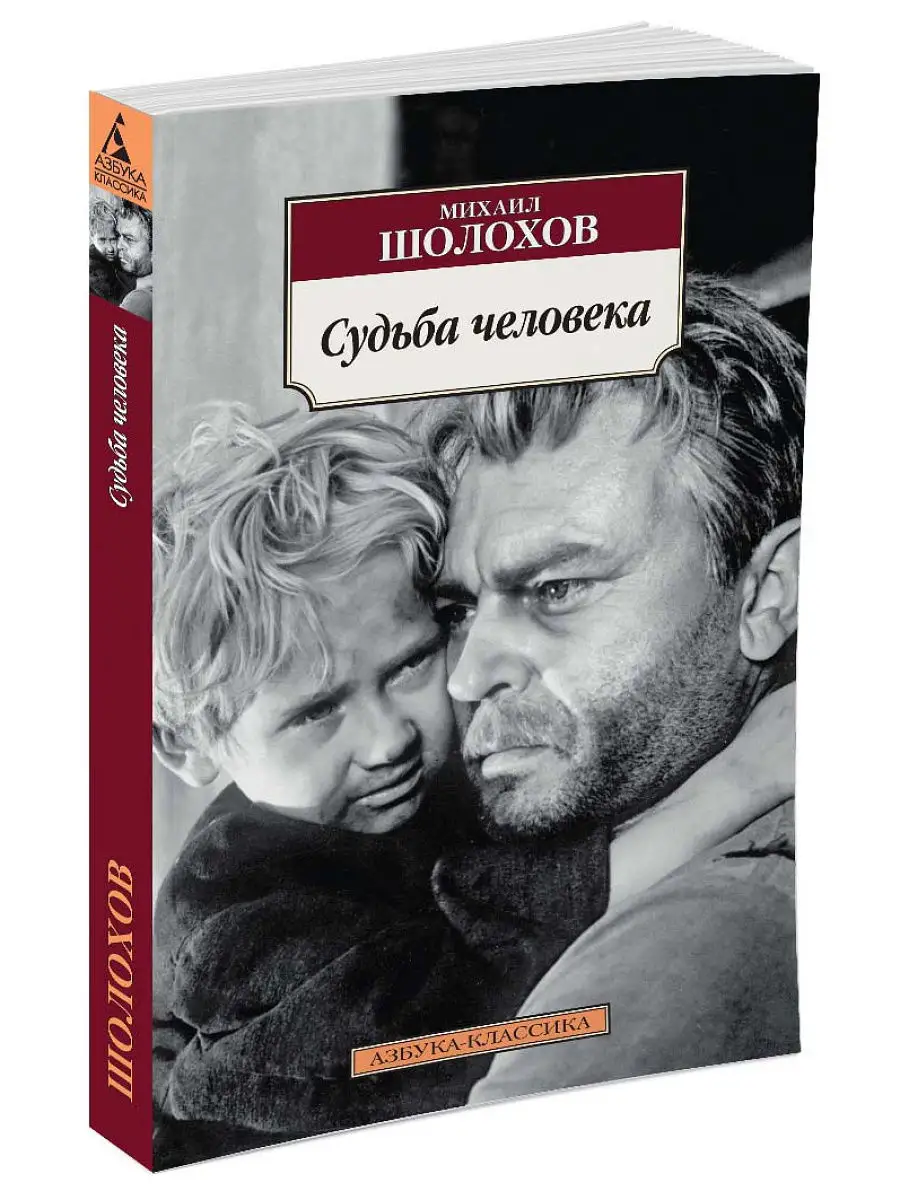 МИХАИЛ
ШОЛОХОВ
Судьба человека
АЗБУКА-КЛАССИКА
АЗБУКА
КЛАССИКА
Судьба человека
ШОЛОХОВ